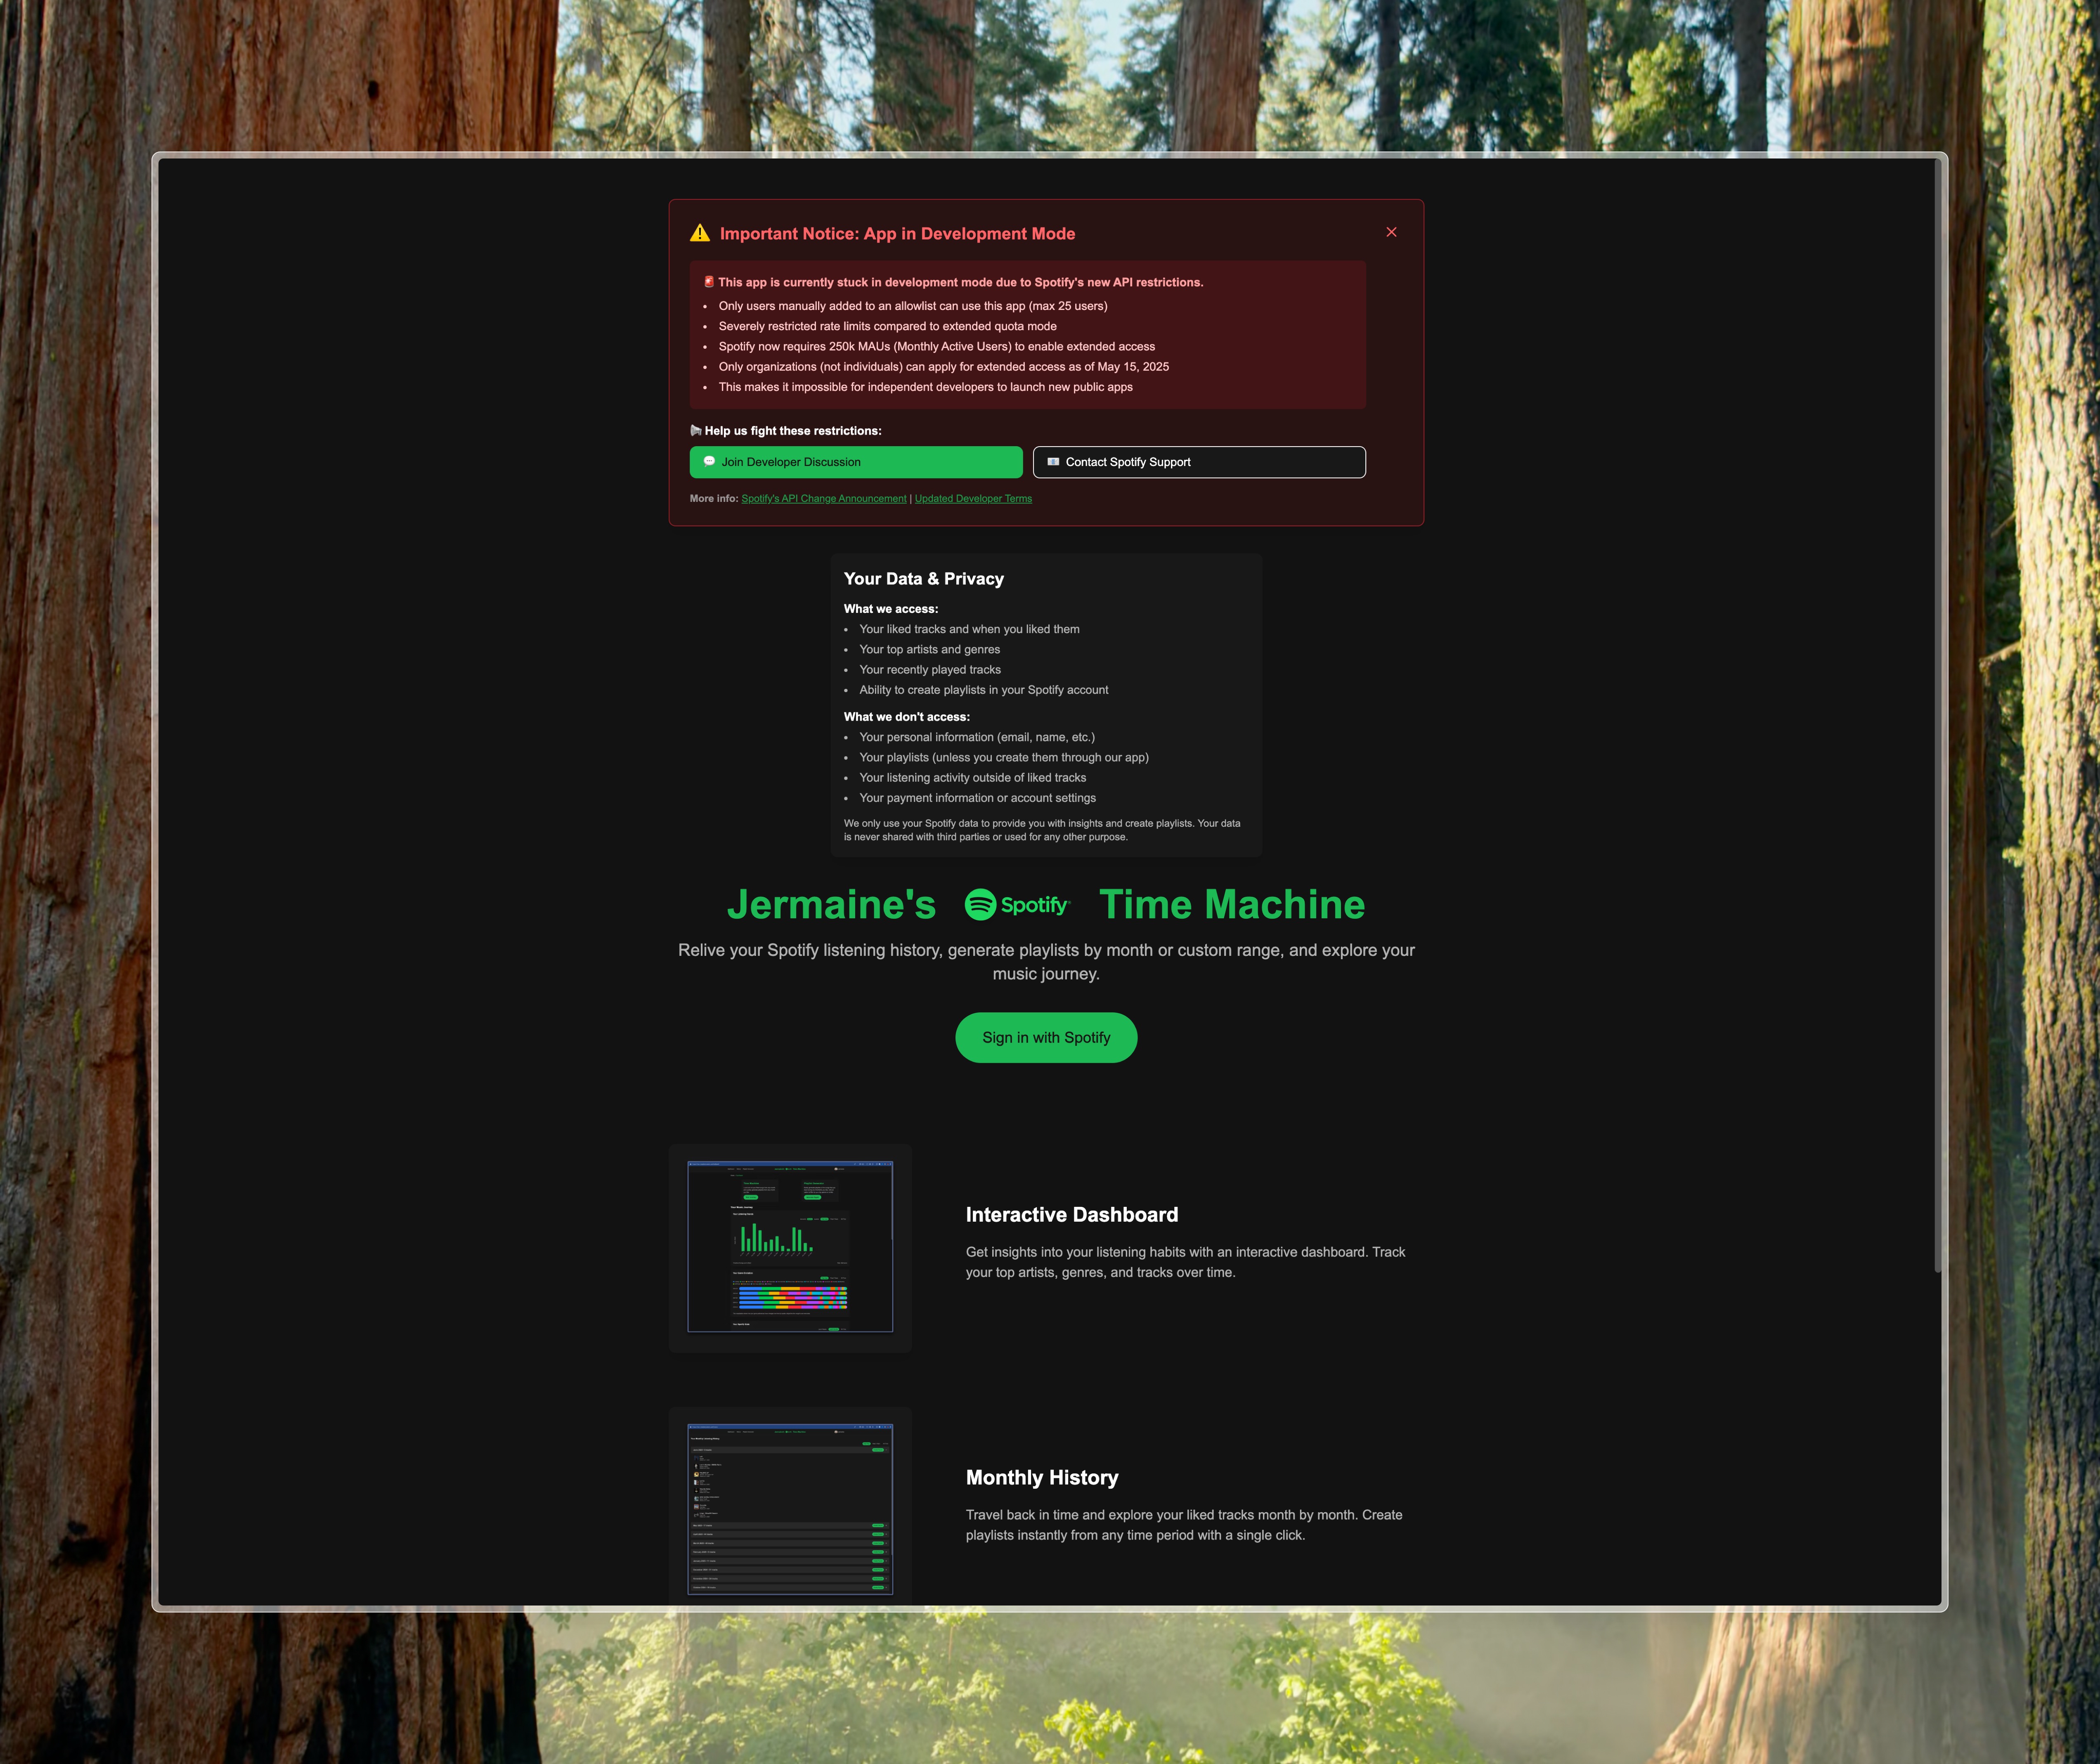 ⚠️ Important Notice: App in Development Mode
🚨 This app is currently stuck in development mode due to Spotify's new API restrictions.
• Only users manually added to an allowlist can use this app (max 25 users)
• Severely restricted rate limits compared to extended quota mode
• Spotify now requires 250k MAUs (Monthly Active Users) to enable extended access
• Only organizations (not individuals) can apply for extended access as of May 15, 2025
• This makes it impossible for independent developers to launch new public apps
📢 Help us fight these restrictions:
💬 Join Developer Discussion
📧 Contact Spotify Support
More info: Spotify's API Change Announcement | Updated Developer Terms
Your Data & Privacy
What we access:
• Your liked tracks and when you liked them
• Your top artists and genres
• Your recently played tracks
• Ability to create playlists in your Spotify account
What we don't access:
• Your personal information (email, name, etc.)
• Your playlists (unless you create them through our app)
• Your listening activity outside of liked tracks
• Your payment information or account settings
We only use your Spotify data to provide you with insights and create playlists. Your data
is never shared with third parties or used for any other purpose.
Jermaine's Spotify Time Machine
Relive your Spotify listening history, generate playlists by month or custom range, and explore your
music journey.
Sign in with Spotify
Interactive Dashboard
Get insights into your listening habits with an interactive dashboard. Track
your top artists, genres, and tracks over time.
Monthly History
Travel back in time and explore your liked tracks month by month. Create
playlists instantly from any time period with a single click.